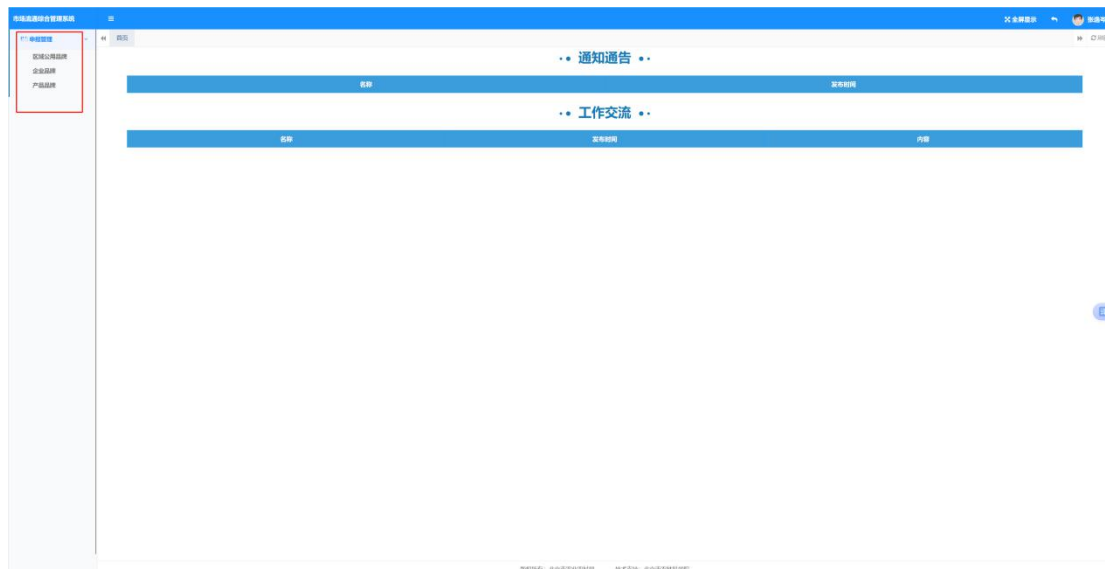 市场流通综合管理系统
全屏显示
申报管理
首页
区域公用品牌
企业品牌
产品品牌
通知通告
名称 发布时间
工作交流
名称 发布时间 内容